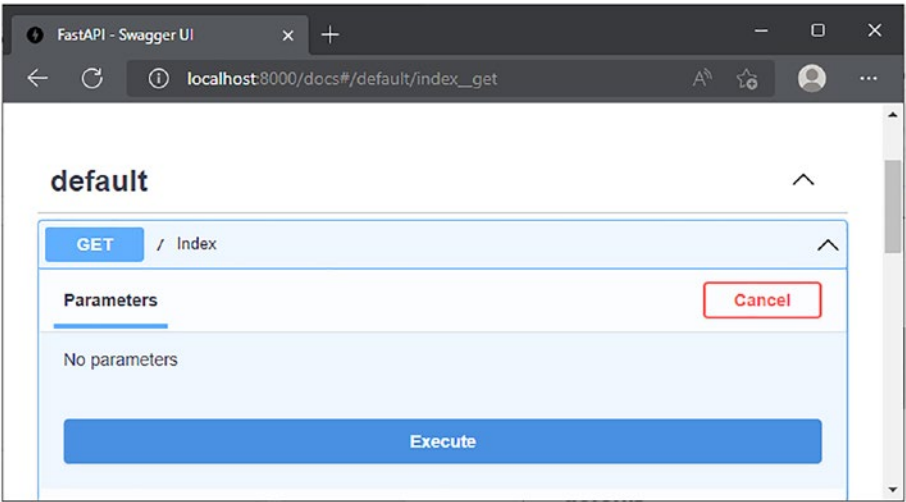 FastAPI - Swagger UI
localhost:8000/docs#/default/index__get
default
GET / Index
Parameters
Cancel
No parameters
Execute